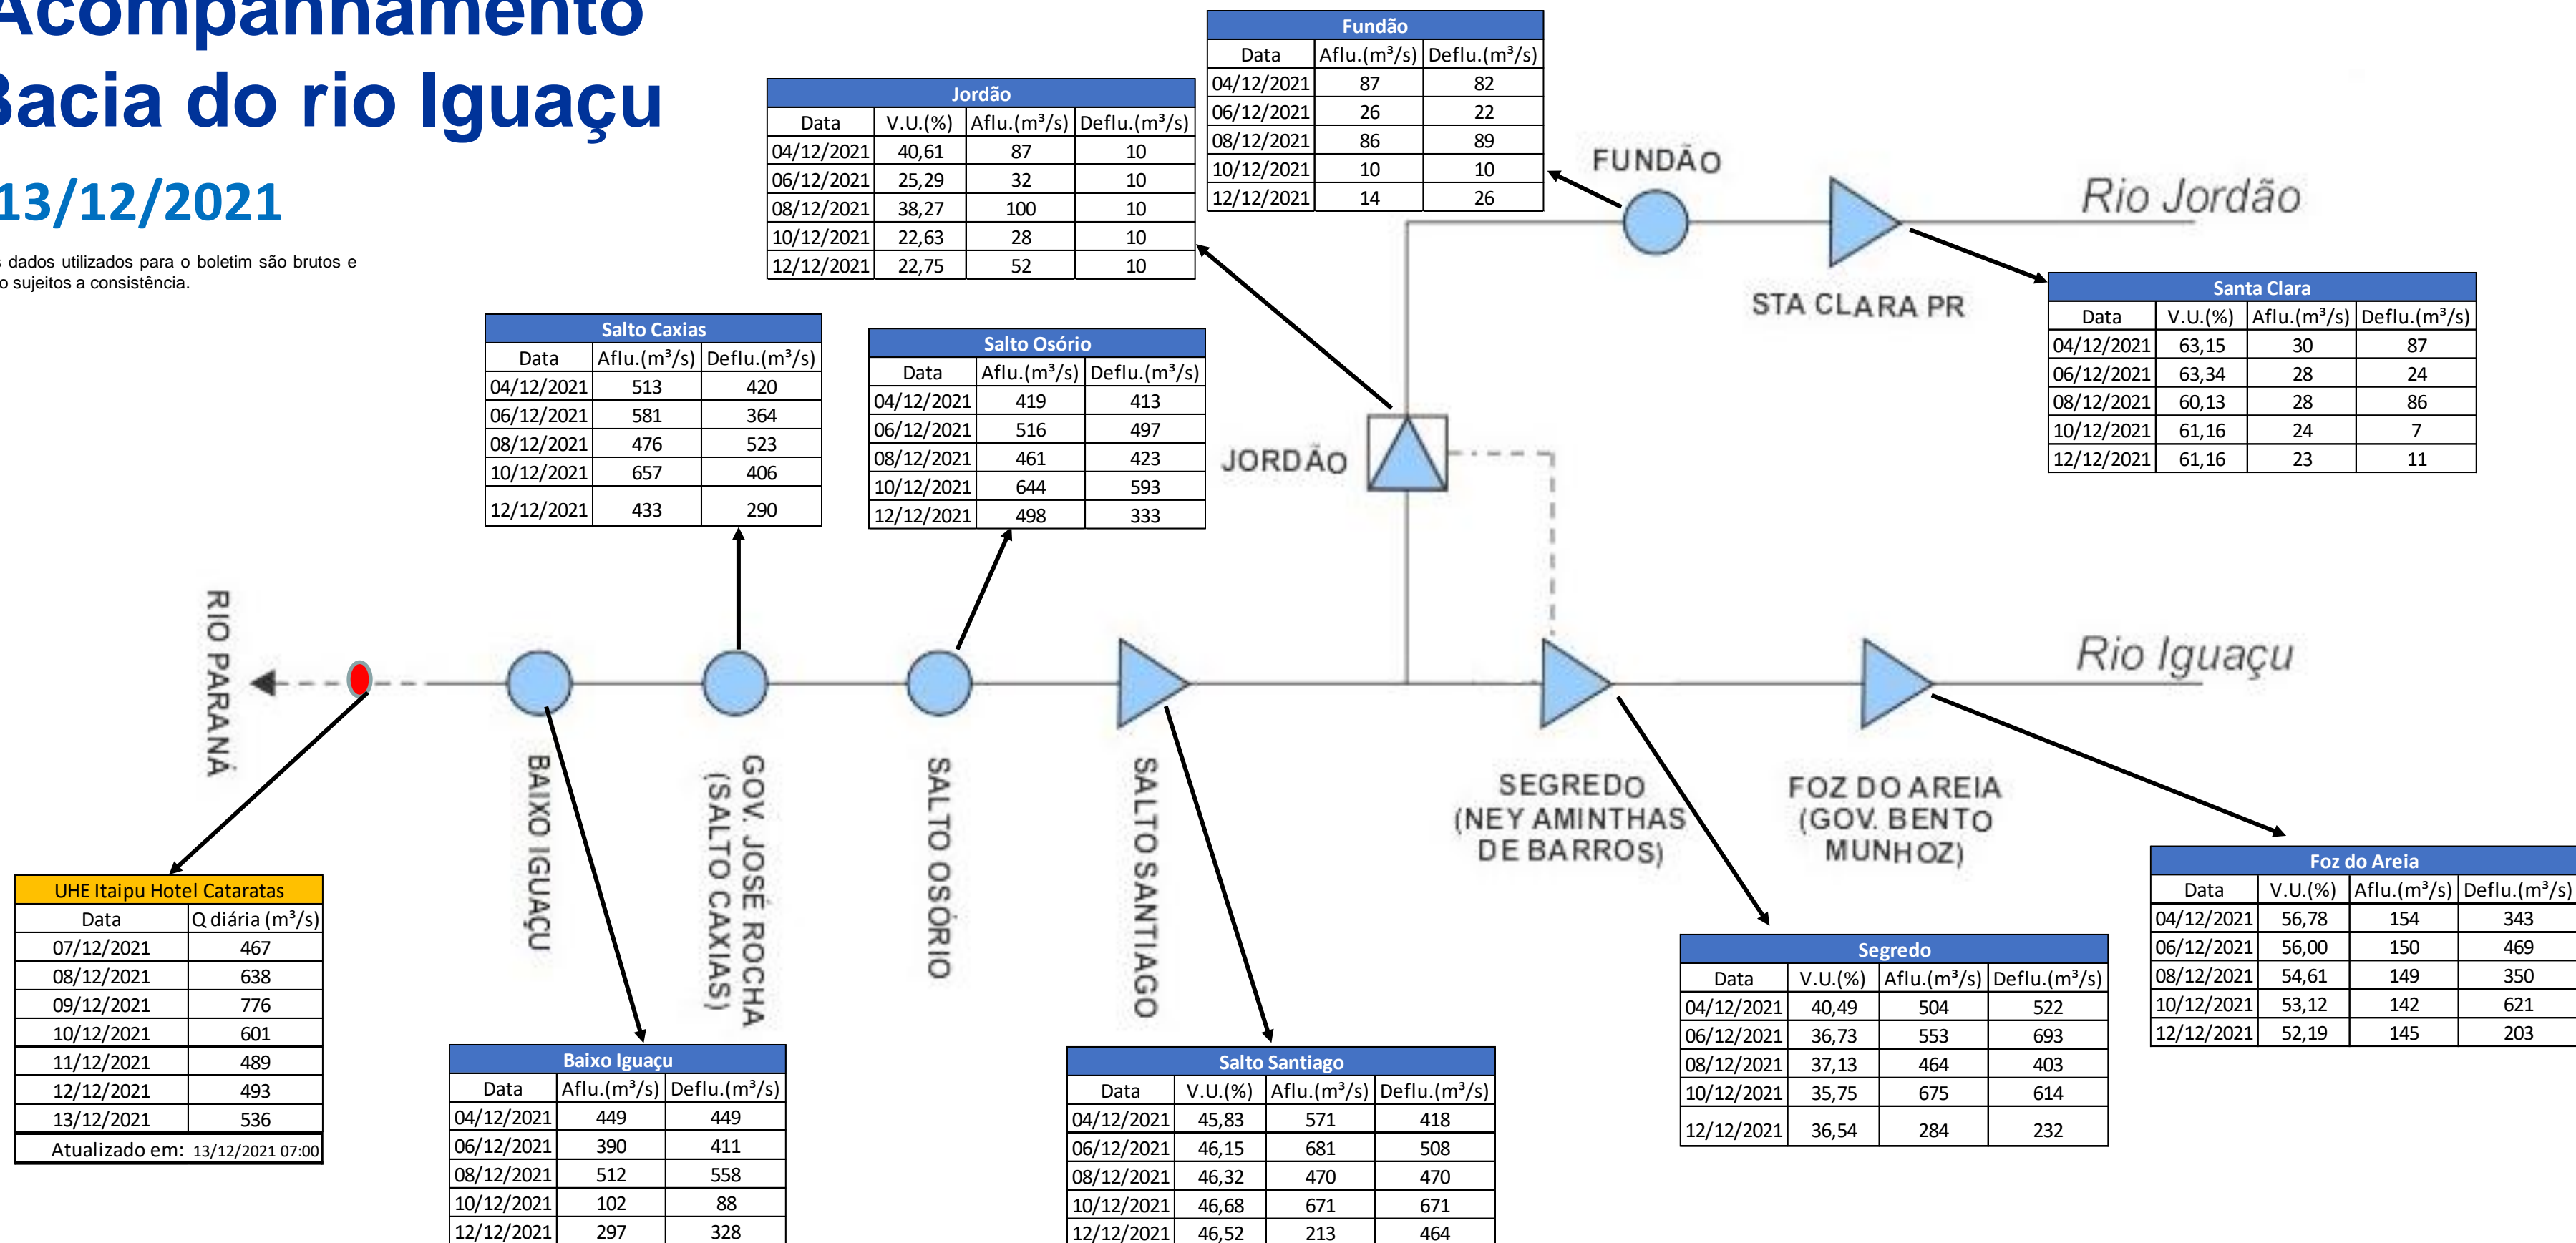 Acompanhamento
Bacia do rio Iguaçu
13/12/2021
dados utilizados para o boletim são brutos e
sujeitos a consistência.
Fundão
Data Aflu.(m³/s) Deflu.(m³/s)
04/12/2021 87 82
06/12/2021 26 22
08/12/2021 86 89
10/12/2021 10 10
12/12/2021 14 26
Jordão
Data V.U.(%) Aflu.(m³/s) Deflu.(m³/s)
04/12/2021 40,61 87 10
06/12/2021 25,29 32 10
08/12/2021 38,27 100 10
10/12/2021 22,63 28 10
12/12/2021 22,75 52 10
FUNDÃO
Rio Jordão
STA CLARA PR
Santa Clara
Data V.U.(%) Aflu.(m³/s) Deflu.(m³/s)
04/12/2021 63,15 30 87
06/12/2021 63,34 28 24
08/12/2021 60,13 28 86
10/12/2021 61,16 24 7
12/12/2021 61,16 23 11
Salto Caxias
Data Aflu.(m³/s) Deflu.(m³/s)
04/12/2021 513 420
06/12/2021 581 364
08/12/2021 476 523
10/12/2021 657 406
12/12/2021 433 290
Salto Osório
Data Aflu.(m³/s) Deflu.(m³/s)
04/12/2021 419 413
06/12/2021 516 497
08/12/2021 461 423
10/12/2021 644 593
12/12/2021 498 333
JORDÃO
RIO PARANÁ
Rio Iguaçu
BAIXO IGUAÇU
GOV. JOSÉ ROCHA
(SALTO CAXIAS)
SALTO OSÓRIO
SALTO SANTIAGO
SEGREDO
(NEY AMINTHAS
DE BARROS)
FOZ DO AREIA
(GOV. BENTO
MUNHOZ)
UHE Itaipu Hotel Cataratas
Data Q diária (m³/s)
07/12/2021 467
08/12/2021 638
09/12/2021 776
10/12/2021 601
11/12/2021 489
12/12/2021 493
13/12/2021 536
Atualizado em: 13/12/2021 07:00
Baixo Iguaçu
Data Aflu.(m³/s) Deflu.(m³/s)
04/12/2021 449 449
06/12/2021 390 411
08/12/2021 512 558
10/12/2021 102 88
12/12/2021 297 328
Salto Santiago
Data V.U.(%) Aflu.(m³/s) Deflu.(m³/s)
04/12/2021 45,83 571 418
06/12/2021 46,15 681 508
08/12/2021 46,32 470 470
10/12/2021 46,68 671 671
12/12/2021 46,52 213 464
Segredo
Data V.U.(%) Aflu.(m³/s) Deflu.(m³/s)
04/12/2021 40,49 504 522
06/12/2021 36,73 553 693
08/12/2021 37,13 464 403
10/12/2021 35,75 675 614
12/12/2021 36,54 284 232
Foz do Areia
Data V.U.(%) Aflu.(m³/s) Deflu.(m³/s)
04/12/2021 56,78 154 343
06/12/2021 56,00 150 469
08/12/2021 54,61 149 350
10/12/2021 53,12 142 621
12/12/2021 52,19 145 203